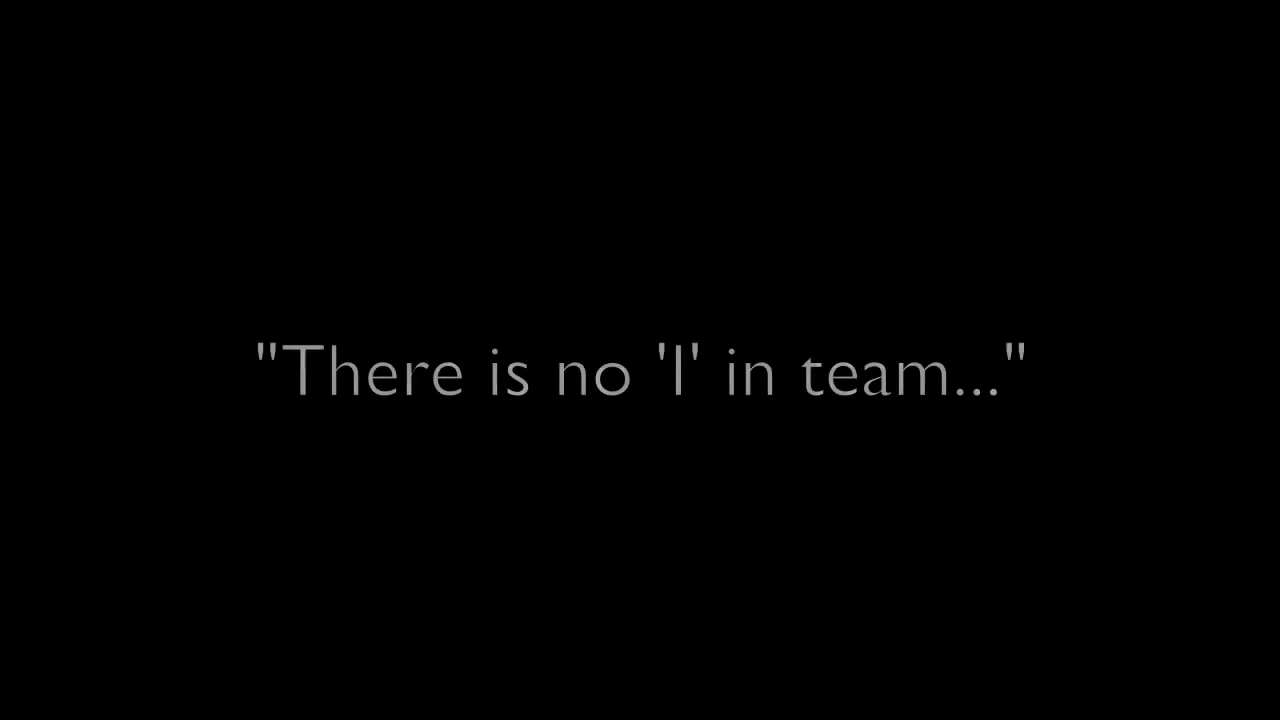 "There is no 'I' in team..."